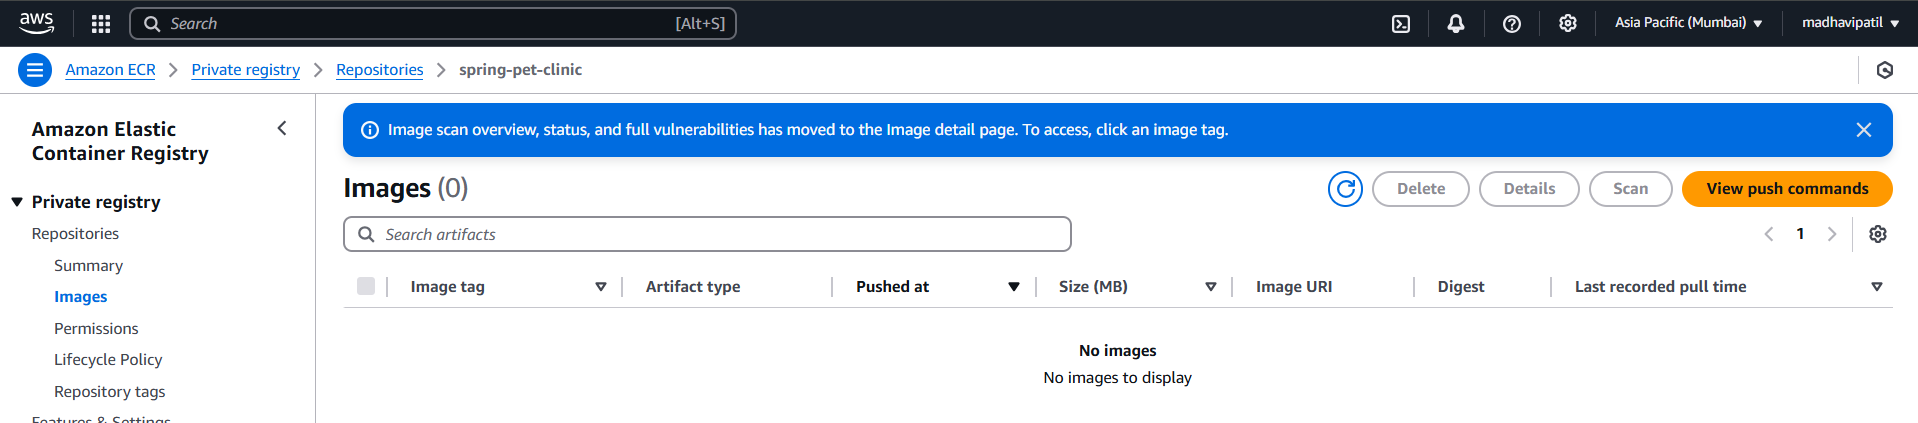 aws
Search [Alt+S]
Asia Pacific (Mumbai)
madhavipatil
Amazon ECR
Private registry
Repositories
spring-pet-clinic
Amazon Elastic
Container Registry
Private registry
Repositories
Summary
Images
Permissions
Lifecycle Policy
Repository tags
Features & Settings
Image scan overview, status, and full vulnerabilities has moved to the Image detail page. To access, click an image tag.
Images (0)
Delete
Details
Scan
View push commands
Search artifacts
1
Image tag
Artifact type
Pushed at
Size (MB)
Image URI
Digest
Last recorded pull time
No images
No images to display